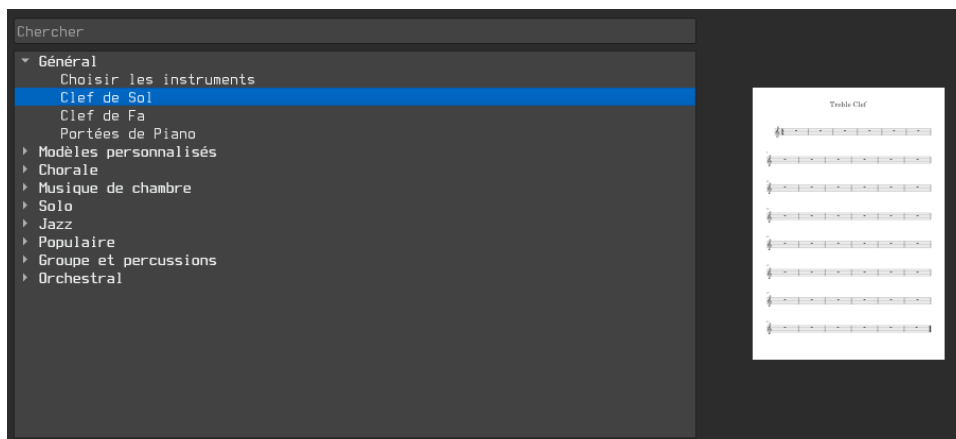 Chercher
Général
Choisir les instruments
Clef de Sol
Clef de Fa
Portées de Piano
Modèles personnalisés
Chorale
Musique de chambre
Solo
Jazz
Populaire
Groupe et percussions
Orchestral
Treble Clef